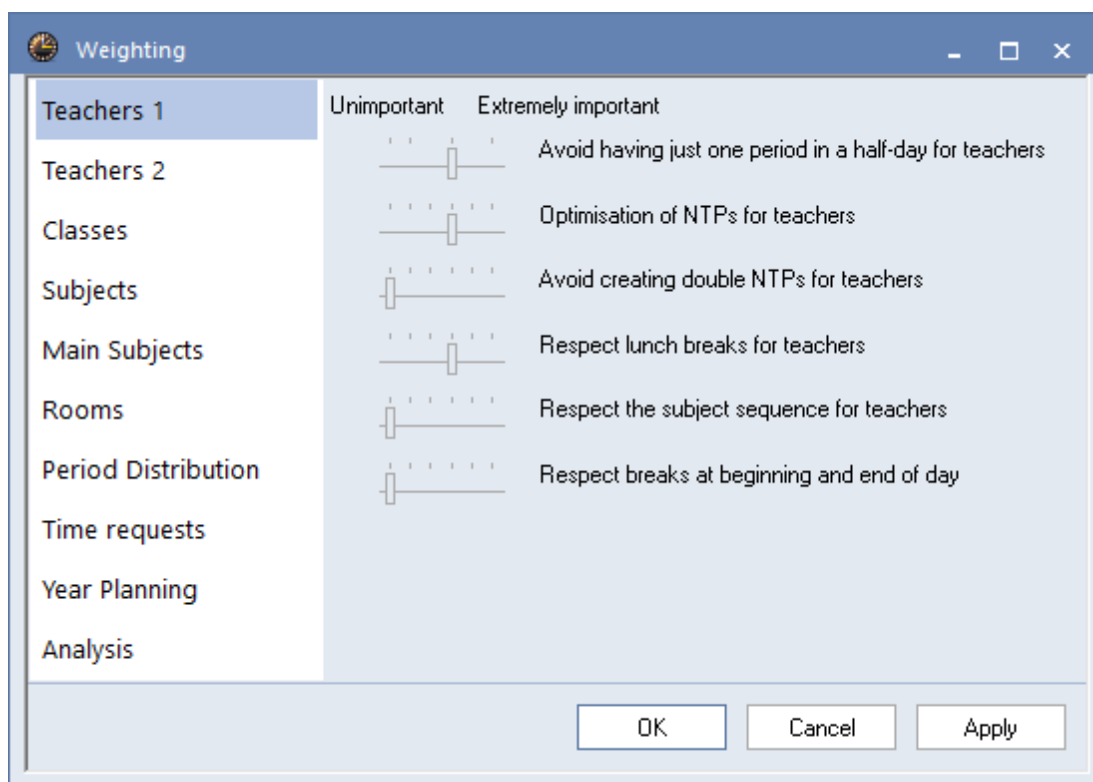 Weighting
Teachers 1
Teachers 2
Classes
Subjects
Main Subjects
Rooms
Period Distribution
Time requests
Year Planning
Analysis
Unimportant Extremely important
Avoid having just one period in a half-day for teachers
Optimisation of NTPs for teachers
Avoid creating double NTPs for teachers
Respect lunch breaks for teachers
Respect the subject sequence for teachers
Respect breaks at beginning and end of day
OK Cancel Apply